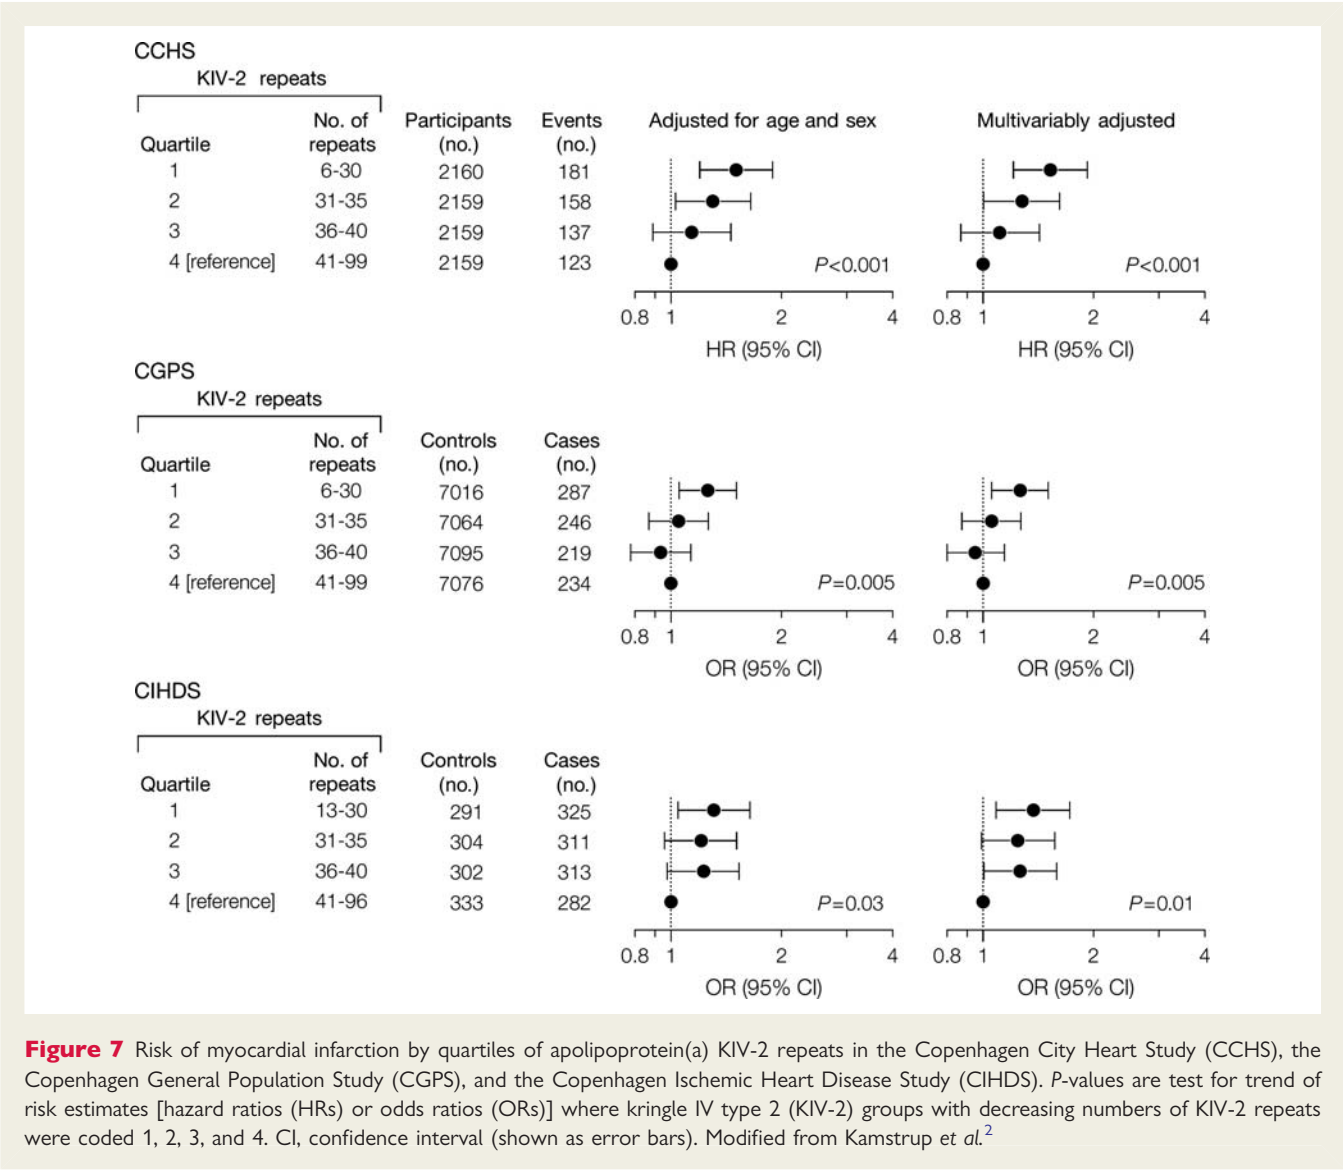 CCHS
KIV-2 repeats
No. of Participants Events Adjusted for age and sex Multivariably adjusted
Quartile repeats (no.) (no.)
1 6-30 2160 181
2 31-35 2159 158
3 36-40 2159 137
4 [reference] 41-99 2159 123 P<0.001 P<0.001
0.8 1 2 4 0.8 1 2 4
HR (95% CI) HR (95% CI)
CGPS
KIV-2 repeats
No. of Controls Cases
Quartile repeats (no.) (no.)
1 6-30 7016 287
2 31-35 7064 246
3 36-40 7095 219
4 [reference] 41-99 7076 234 P=0.005 P=0.005
0.8 1 2 4 0.8 1 2 4
OR (95% CI) OR (95% CI)
CIHDS
KIV-2 repeats
No. of Controls Cases
Quartile repeats (no.) (no.)
1 13-30 291 325
2 31-35 304 311
3 36-40 302 313
4 [reference] 41-96 333 282 P=0.03 P=0.01
0.8 1 2 4 0.8 1 2 4
OR (95% CI) OR (95% CI)
Figure 7 Risk of myocardial infarction by quartiles of apolipoprotein(a) KIV-2 repeats in the Copenhagen City Heart Study (CCHS), the
Copenhagen General Population Study (CGPS), and the Copenhagen Ischemic Heart Disease Study (CIHDS). P-values are test for trend of
risk estimates [hazard ratios (HRs) or odds ratios (ORs)] where kringle IV type 2 (KIV-2) groups with decreasing numbers of KIV-2 repeats
were coded 1, 2, 3, and 4. CI, confidence interval (shown as error bars). Modified from Kamstrup et al.2